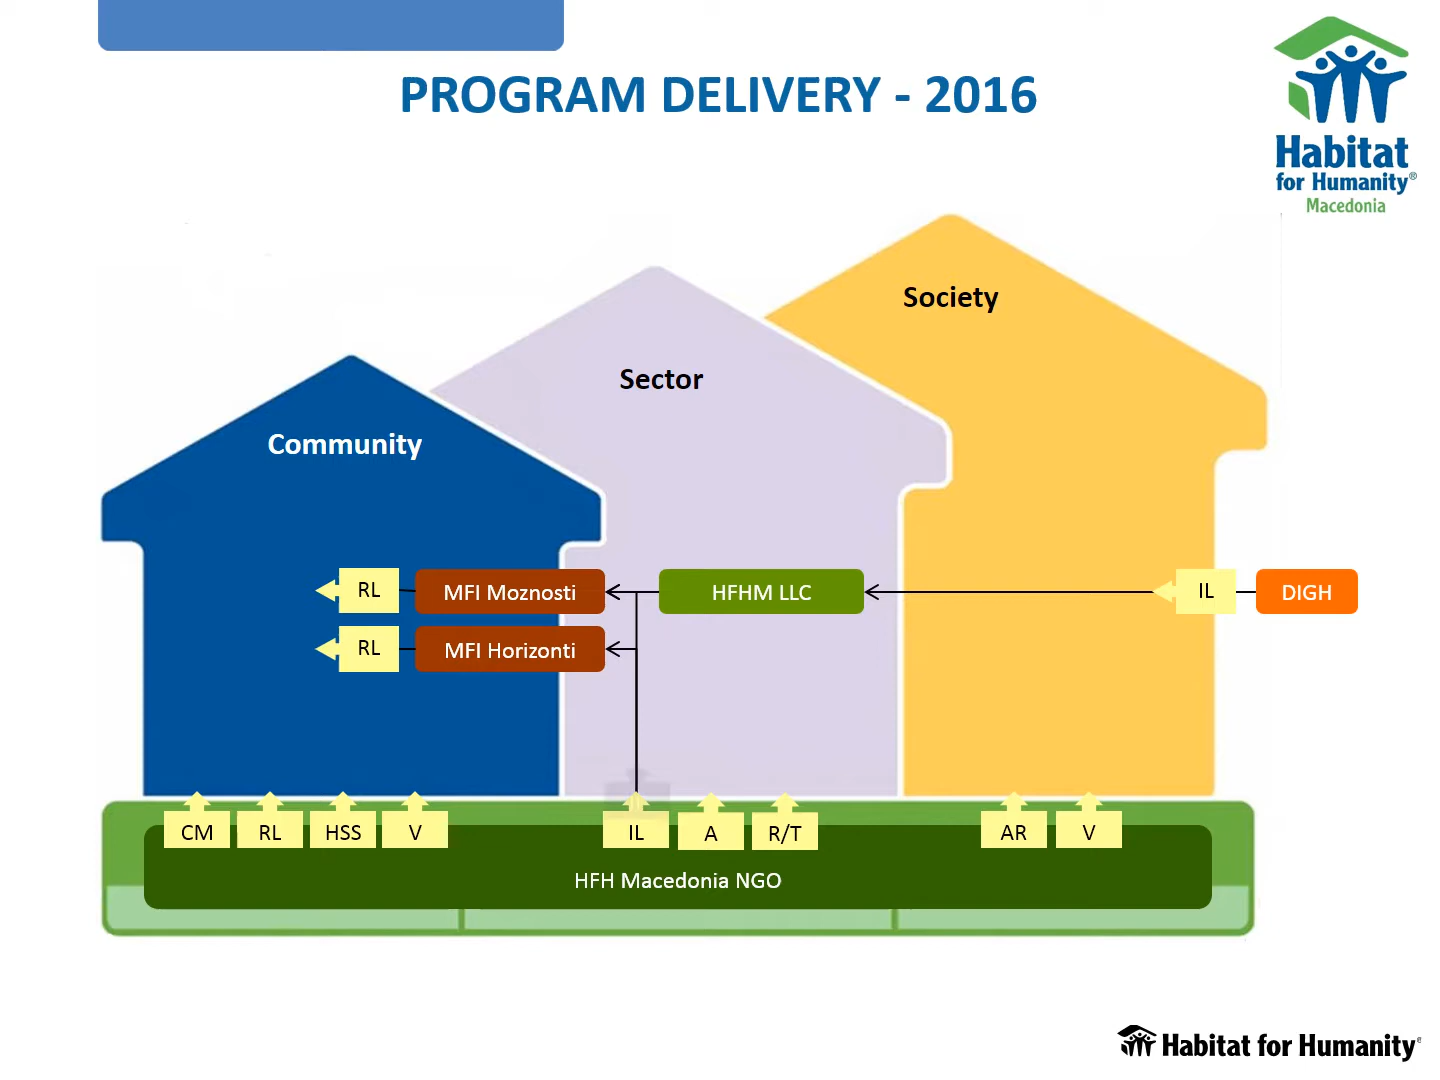 PROGRAM DELIVERY - 2016
Habitat
for Humanity®
Macedonia
Society
Sector
Community
RL
MFI Moznosti
HFHM LLC
IL
DIGH
RL
MFI Horizonti
CM
RL
HSS
V
IL
A
R/T
AR
V
HFH Macedonia NGO
Habitat for Humanity®